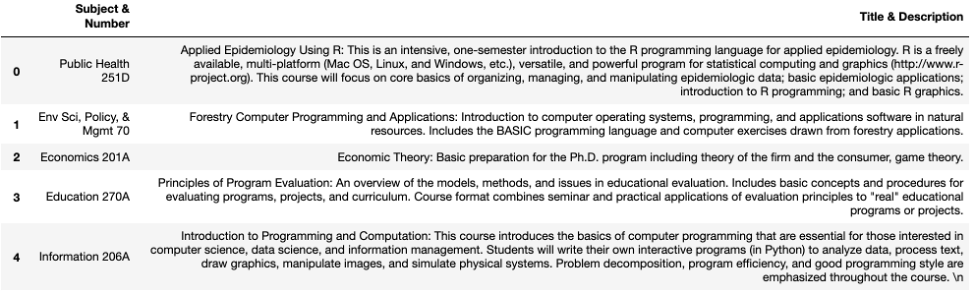 Subject &
Number
Title & Description
0
Public Health
251D
Applied Epidemiology Using R: This is an intensive, one-semester introduction to the R programming language for applied epidemiology. R is a freely
available, multi-platform (Mac OS, Linux, and Windows, etc.), versatile, and powerful program for statistical computing and graphics (http://www.r-
project.org). This course will focus on core basics of organizing, managing, and manipulating epidemiologic data; basic epidemiologic applications;
introduction to R programming; and basic R graphics.
1
Env Sci, Policy, &
Mgmt 70
Forestry Computer Programming and Applications: Introduction to computer operating systems, programming, and applications software in natural
resources. Includes the BASIC programming language and computer exercises drawn from forestry applications.
2
Economics 201A
Economic Theory: Basic preparation for the Ph.D. program including theory of the firm and the consumer, game theory.
3
Education 270A
Principles of Program Evaluation: An overview of the models, methods, and issues in educational evaluation. Includes basic concepts and procedures for
evaluating programs, projects, and curriculum. Course format combines seminar and practical applications of evaluation principles to "real" educational
programs or projects.
4
Information 206A
Introduction to Programming and Computation: This course introduces the basics of computer programming that are essential for those interested in
computer science, data science, and information management. Students will write their own interactive programs (in Python) to analyze data, process text,
draw graphics, manipulate images, and simulate physical systems. Problem decomposition, program efficiency, and good programming style are
emphasized throughout the course. \n